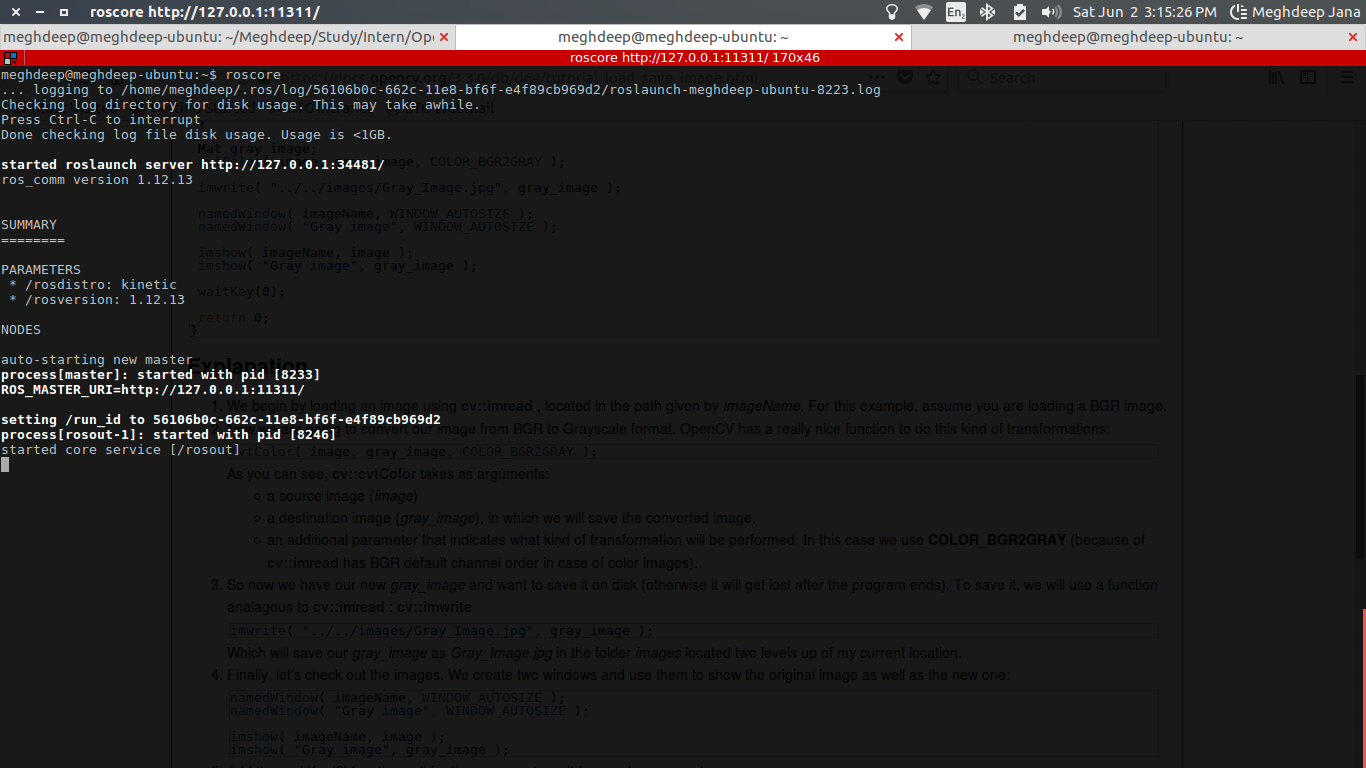 roscore http://127.0.0.1:11311/
En2
Sat Jun 2 3:15:26 PM
Meghdeep Jana
meghdeep@meghdeep-ubuntu: ~/Meghdeep/Study/Intern/Op
meghdeep@meghdeep-ubuntu: ~
meghdeep@meghdeep-ubuntu: ~
roscore http://127.0.0.1:11311/ 170x46
meghdeep@meghdeep-ubuntu:~$ roscore
... logging to /home/meghdeep/.ros/log/56106b0c-662c-11e8-bf6f-e4f89cb969d2/roslaunch-meghdeep-ubuntu-8223.log
Checking log directory for disk usage. This may take awhile.
Press Ctrl-C to interrupt
Done checking log file disk usage. Usage is <1GB.
started roslaunch server http://127.0.0.1:34481/
ros_comm version 1.12.13
SUMMARY
========
PARAMETERS
* /rosdistro: kinetic
* /rosversion: 1.12.13
NODES
auto-starting new master
process[master]: started with pid [8233]
ROS_MASTER_URI=http://127.0.0.1:11311/
setting /run_id to 56106b0c-662c-11e8-bf6f-e4f89cb969d2
process[rosout-1]: started with pid [8246]
started core service [/rosout]
https://docs.opencv.org/3.3.0/db/d64/tutorial_load_save_image.html
Search
Mat gray_image;
image, COLOR_BGR2GRAY );
imwrite( "../../images/Gray_Image.jpg", gray_image );
namedWindow( imageName, WINDOW_AUTOSIZE );
namedWindow( "Gray image", WINDOW_AUTOSIZE );
imshow( imageName, image );
imshow( "Gray image", gray_image );
waitKey(0);
return 0;
}
Explanation
1. We begin by loading an image using cv::imread , located in the path given by imageName. For this example, assume you are loading a BGR image.
to convert our image from BGR to Grayscale format. OpenCV has a really nice function to do this kind of transformations:
cvtColor( image, gray_image, COLOR_BGR2GRAY );
As you can see, cv::cvtColor takes as arguments:
○ a source image (image)
○ a destination image (gray_image), in which we will save the converted image.
○ an additional parameter that indicates what kind of transformation will be performed. In this case we use COLOR_BGR2GRAY (because of
cv::imread has BGR default channel order in case of color images).
3. So now we have our new gray_image and want to save it on disk (otherwise it will get lost after the program ends). To save it, we will use a function
analagous to cv::imread : cv::imwrite
imwrite( "../../images/Gray_Image.jpg", gray_image );
Which will save our gray_image as Gray_Image.jpg in the folder images located two levels up of my current location.
4. Finally, let's check out the images. We create two windows and use them to show the original image as well as the new one:
namedWindow( imageName, WINDOW_AUTOSIZE );
namedWindow( "Gray image", WINDOW_AUTOSIZE );
imshow( imageName, image );
imshow( "Gray image", gray_image );